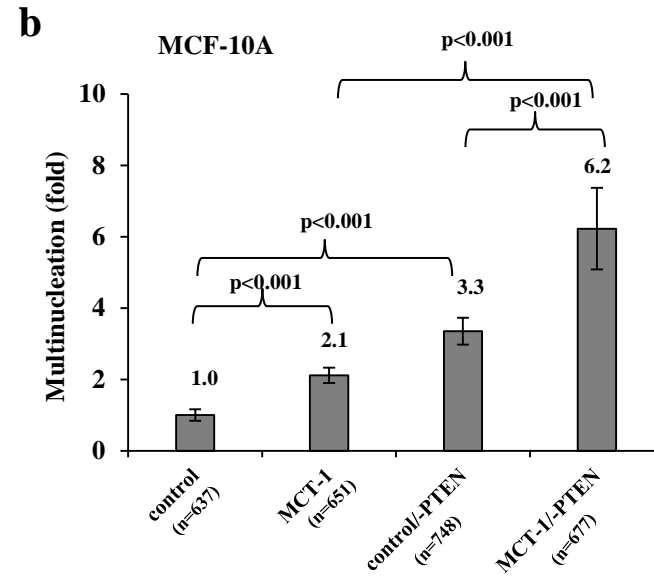 b
MCF-10A
p<0.001
p<0.001
p<0.001
p<0.001
Multinucleation (fold)
10
8
6
4
2
0
1.0
2.1
3.3
6.2
control
(n=637)
MCT-1
(n=651)
control/-PTEN
(n=748)
MCT-1/-PTEN
(n=677)